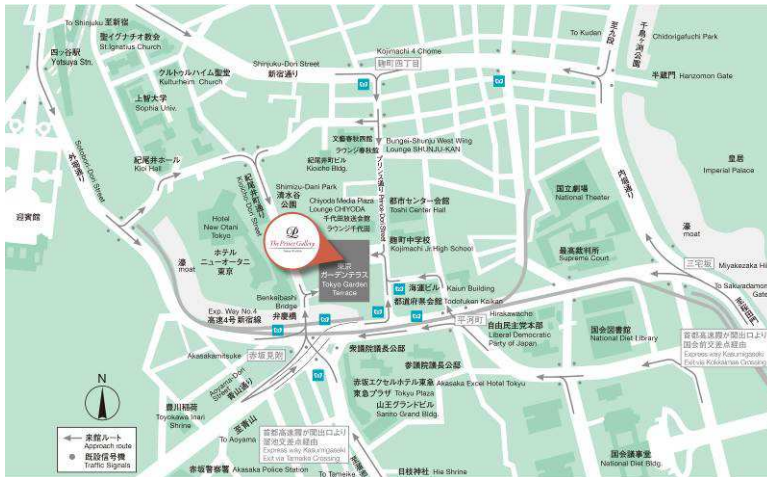 To Shinjuku 至新宿
聖イグナチオ教会
St.Ignatius Church
四ッ谷駅
Yotsuya Stn.
クルトゥルハイム聖堂
Kulturheim Church
上智大学
Sophia Univ.
Shinjuku-Dori Street
新宿通り
Kojimachi 4 Chome
麹町四丁目
To Kudan
至九段
千鳥ヶ淵公園
Chidorigafuchi Park
半蔵門 Hanzomon Gate
外堀通り
Sotobori-Dori Street
紀尾井ホール
Kioi Hall
紀尾井町通り
Kioicho-Dori Street
文藝春秋西館
ラウンジ春秋館
Bungei-Shunju West Wing
Lounge SHUNJU-KAN
紀尾井町ビル
Kioicho Bldg.
プリンス通り Prince-Dori Street
内堀通り
皇居
Imperial Palace
迎賓館
Shimizu-Dani Park
清水谷
公園
Chiyoda Media Plaza
Lounge CHIYODA
千代田放送会館
ラウンジ千代田
都市センター会館
Toshi Center Hall
国立劇場
National Theater
Hotel
New Otani
Tokyo
ホテル
ニューオータニ
東京
The Prince Gallery
麹町中学校
Kojimachi Jr.High School
最高裁判所
Supreme Court
濠
moat
濠
moat
三宅坂
Miyakezaka
To Sakuradamon
東京
ガーデンテラス
Tokyo Garden
Terrace
海運ビル
Kaiun Building
都道府県会館 Todofuken Kaikan
Benkeibashi
Bridge
弁慶橋
Exp. Way No.4
高速4号新宿線
平河町
Hirakawacho
自由民主党本部
Liberal Democratic
Party of Japan
国会図書館
National Diet Library
首都高速霞が関出口より
国会前交差点経由
Express way Kasumigaseki
Exit via Kokkaimae Crossing
Akasakamitsuke
赤坂見附
衆議院議長公邸
参議院議長公邸
Aoyama-Dori
Street
青山通り
赤坂エクセルホテル東急 Akasaka Excel Hotel Tokyu
東急プラザ Tokyu Plaza
山王グランドビル
Sanno Grand Bldg.
N
豊川稲荷
Toyokawa Inari
Shrine
至青山
To Aoyama
首都高速霞が関出口より
溜池交差点経由
Express way Kasumigaseki
Exit via Tameike Crossing
来館ルート
Approach route
既設信号機
Traffic Signals
赤坂警察署 Akasaka Police Station
To Tameike
日枝神社 Hie Shrine
国会議事堂
National Diet Bldg.